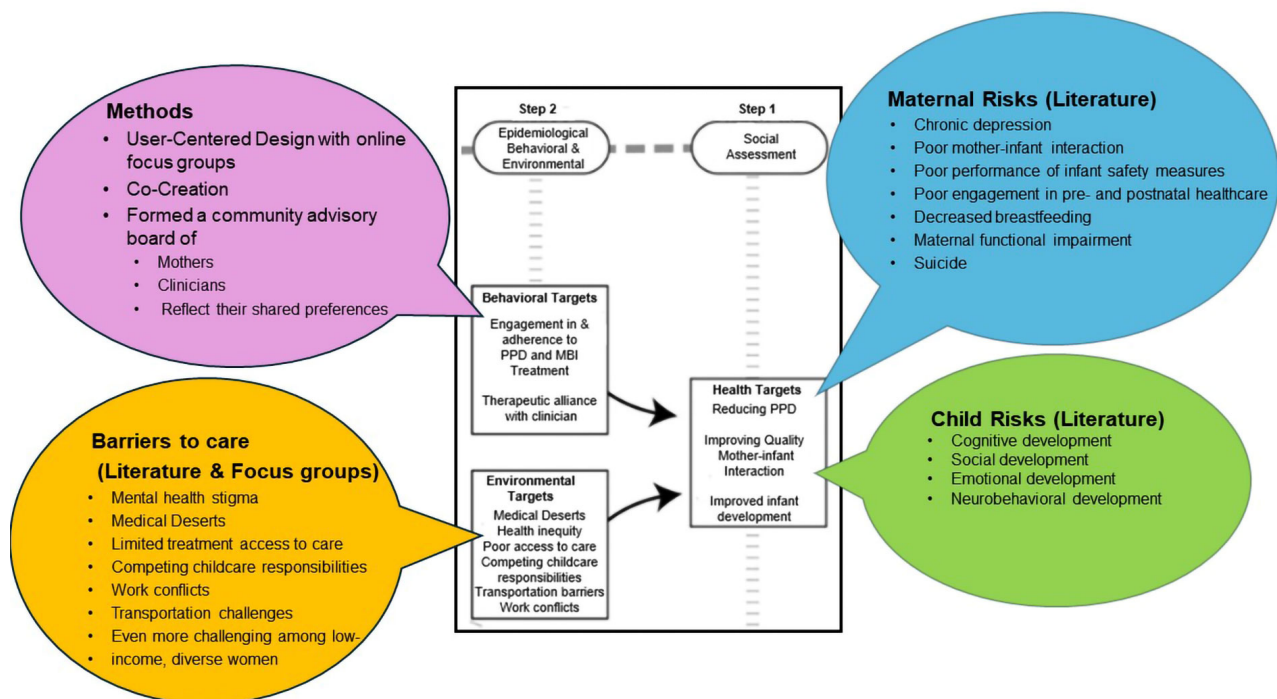 Methods
• User-Centered Design with online
focus groups
• Co-Creation
• Formed a community advisory
board of
• Mothers
• Clinicians
• Reflect their shared preferences
Barriers to care
(Literature & Focus groups)
• Mental health stigma
• Medical Deserts
• Limited treatment access to care
• Competing childcare responsibilities
• Work conflicts
• Transportation challenges
• Even more challenging among low-
• income, diverse women
Step 2
Epidemiological
Behavioral &
Environmental
Step 1
Social
Assessment
Behavioral Targets
Engagement in &
adherence to
PPD and MBI
Treatment
Therapeutic alliance
with clinician
Environmental
Targets
Medical Deserts
Health inequity
Poor access to care
Competing childcare
responsibilities
Transportation barriers
Work conflicts
Health Targets
Reducing PPD
Improving Quality
Mother-infant
Interaction
Improved infant
development
Maternal Risks (Literature)
• Chronic depression
• Poor mother-infant interaction
• Poor performance of infant safety measures
• Poor engagement in pre- and postnatal healthcare
• Decreased breastfeeding
• Maternal functional impairment
• Suicide
Child Risks (Literature)
• Cognitive development
• Social development
• Emotional development
• Neurobehavioral development